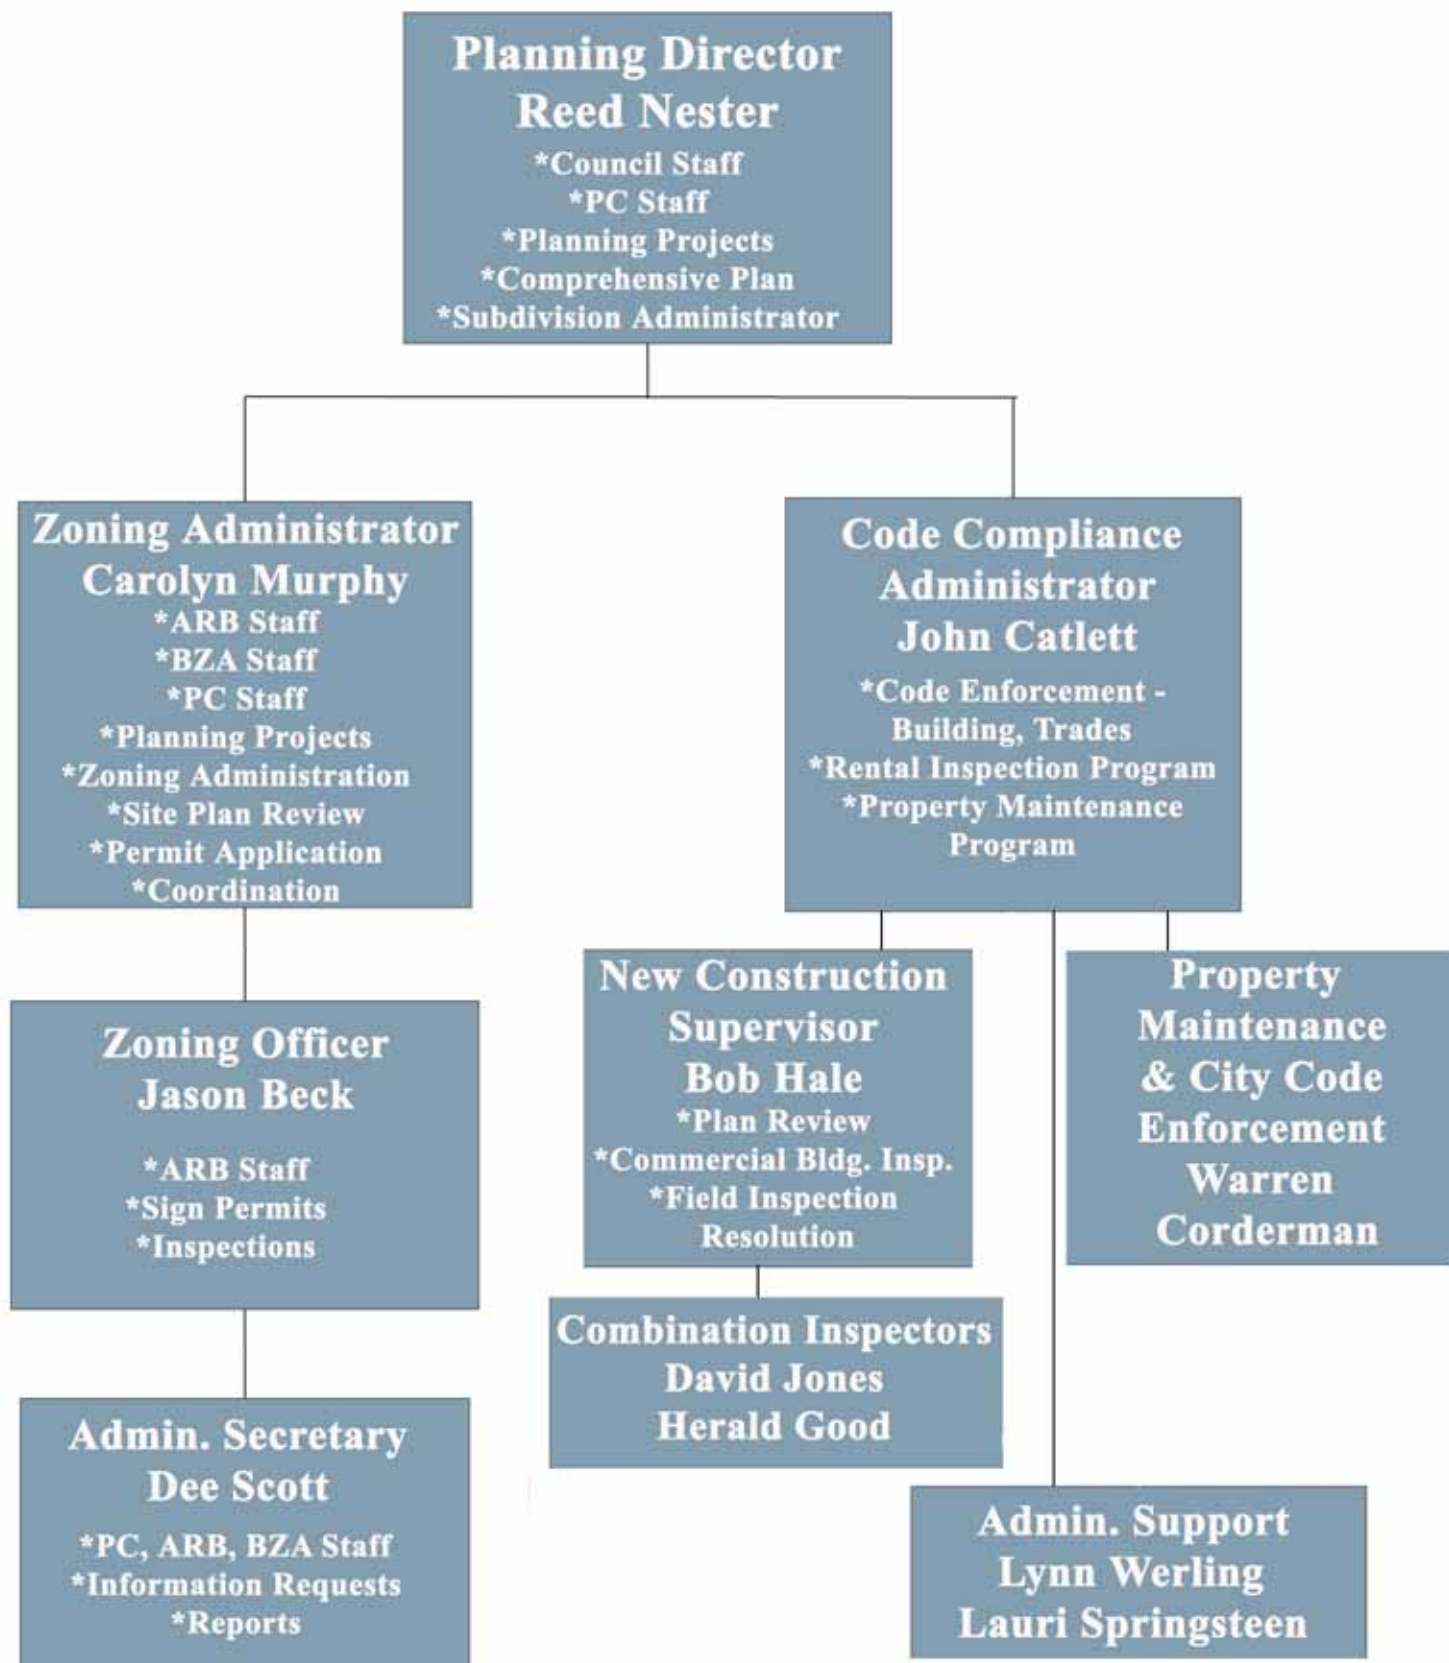 Planning Director
Reed Nester
*Council Staff
*PC Staff
*Planning Projects
*Comprehensive Plan
*Subdivision Administrator
Zoning Administrator
Carolyn Murphy
*ARB Staff
*BZA Staff
*PC Staff
*Planning Projects
*Zoning Administration
*Site Plan Review
*Permit Application
*Coordination
Zoning Officer
Jason Beck
*ARB Staff
*Sign Permits
*Inspections
Admin. Secretary
Dee Scott
*PC, ARB, BZA Staff
*Information Requests
*Reports
Code Compliance
Administrator
John Catlett
*Code Enforcement -
Building, Trades
*Rental Inspection Program
*Property Maintenance
Program
New Construction
Supervisor
Bob Hale
*Plan Review
*Commercial Bldg. Insp.
*Field Inspection
Resolution
Combination Inspectors
David Jones
Herald Good
Property
Maintenance
& City Code
Enforcement
Warren
Corderman
Admin. Support
Lynn Werling
Lauri Springsteen